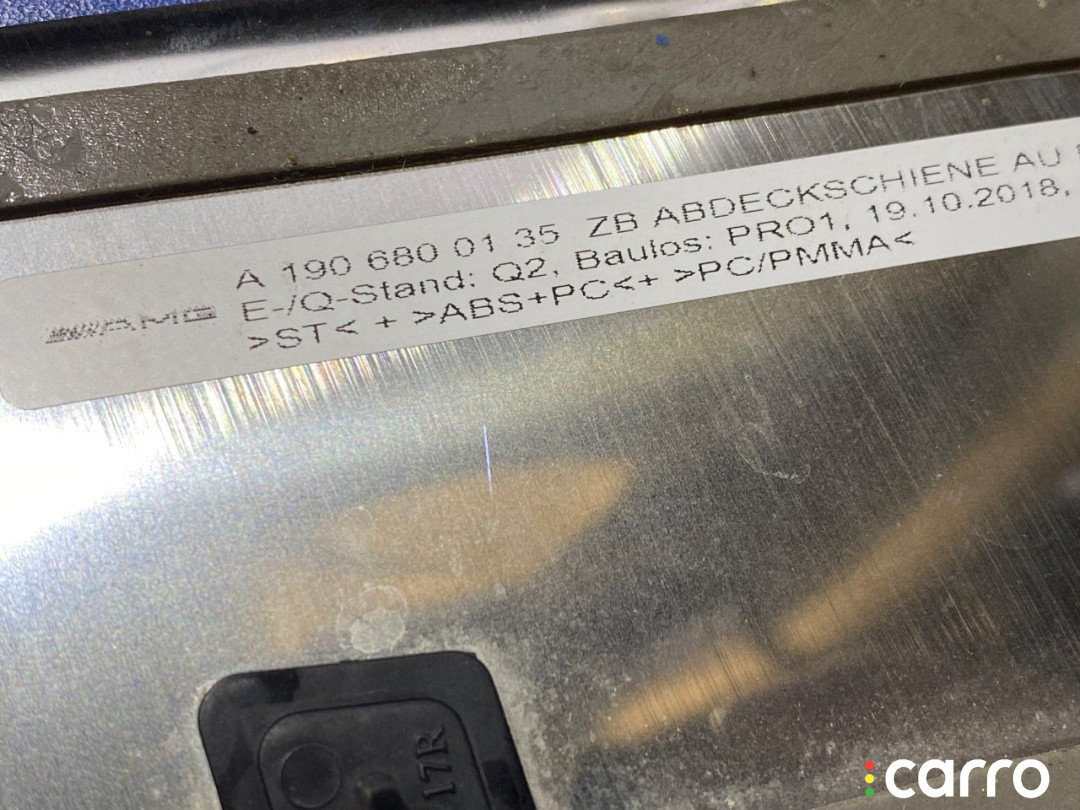 A 190 680 01 35 ZB ABDECKSCHIENE AU
AMG E-/Q-Stand: Q2, Baulos: PRO1, 19.10.2018,
>ST< + >ABS+PC<+ >PC/PMMA<
17R
carro